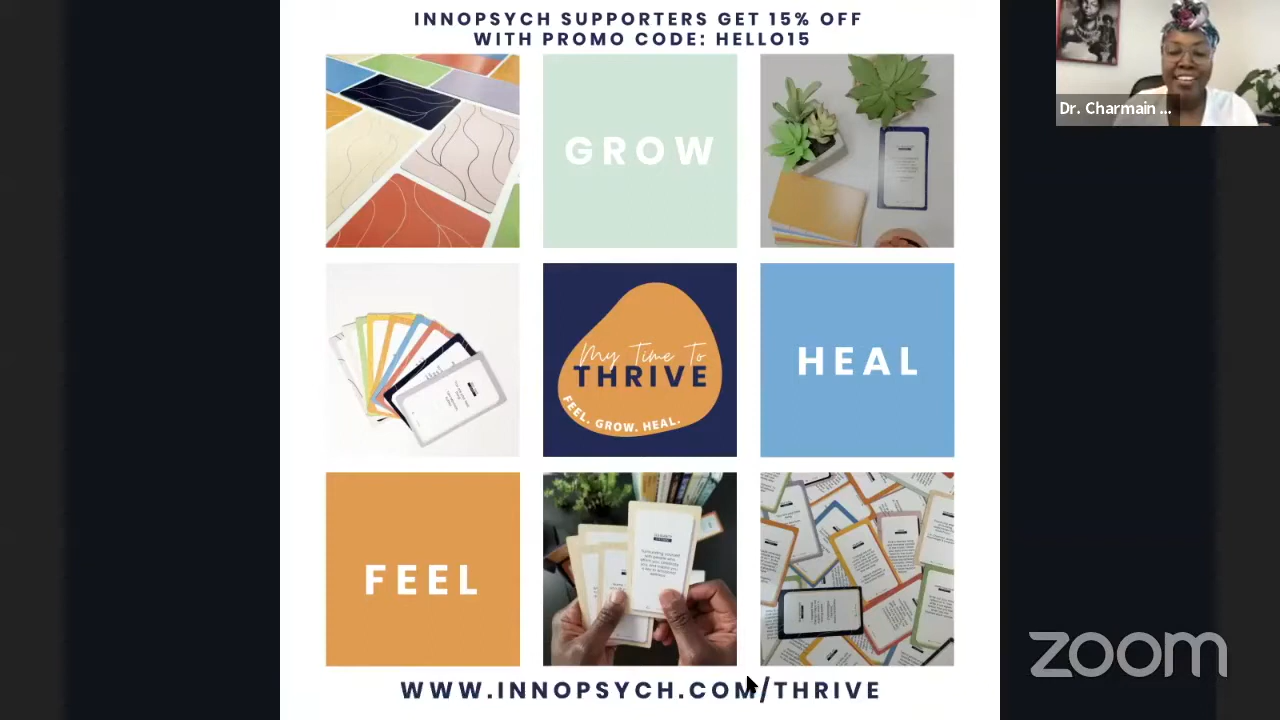 INNOPSYCH SUPPORTERS GET 15% OFF
WITH PROMO CODE: HELLO15
Dr. Charmain ...
GROW
My Time To
THRIVE
FEEL. GROW. HEAL.
HEAL
FEEL
WWW.INNOPSYCH.COM/THRIVE
zoom